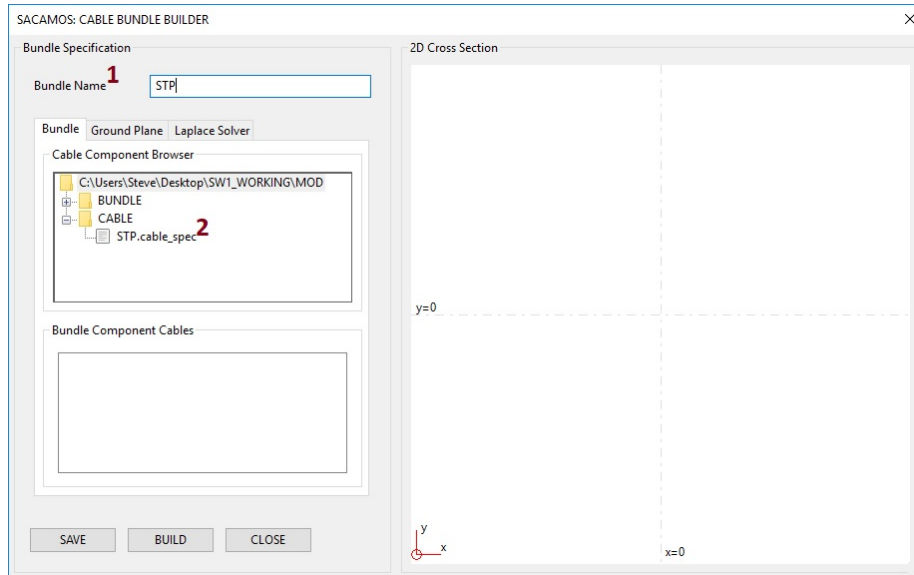 SACAMOS: CABLE BUNDLE BUILDER
Bundle Specification
Bundle Name 1 STP
Bundle Ground Plane Laplace Solver
Cable Component Browser
C:\Users\Steve\Desktop\SW1_WORKING\MOD
BUNDLE
CABLE
STP.cable_spec 2
Bundle Component Cables
SAVE BUILD CLOSE
2D Cross Section
y=0
y
x
x=0